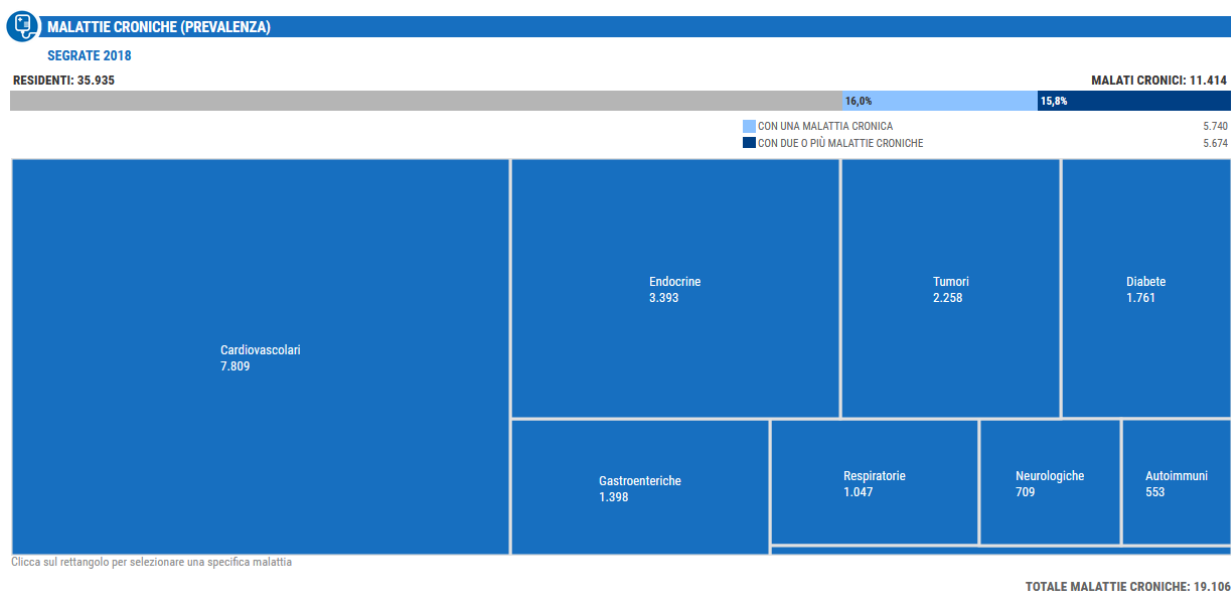 MALATTIE CRONICHE (PREVALENZA)
SEGRATE 2018
RESIDENTI: 35.935
MALATI CRONICI: 11.414
16,0%
15,8%
CON UNA MALATTIA CRONICA 5.740
CON DUE O PIÙ MALATTIE CRONICHE 5.674
Cardiovascolari
7.809
Endocrine
3.393
Tumori
2.258
Diabete
1.761
Gastroenteriche
1.398
Respiratorie
1.047
Neurologiche
709
Autoimmuni
553
Clicca sul rettangolo per selezionare una specifica malattia
TOTALE MALATTIE CRONICHE: 19.106